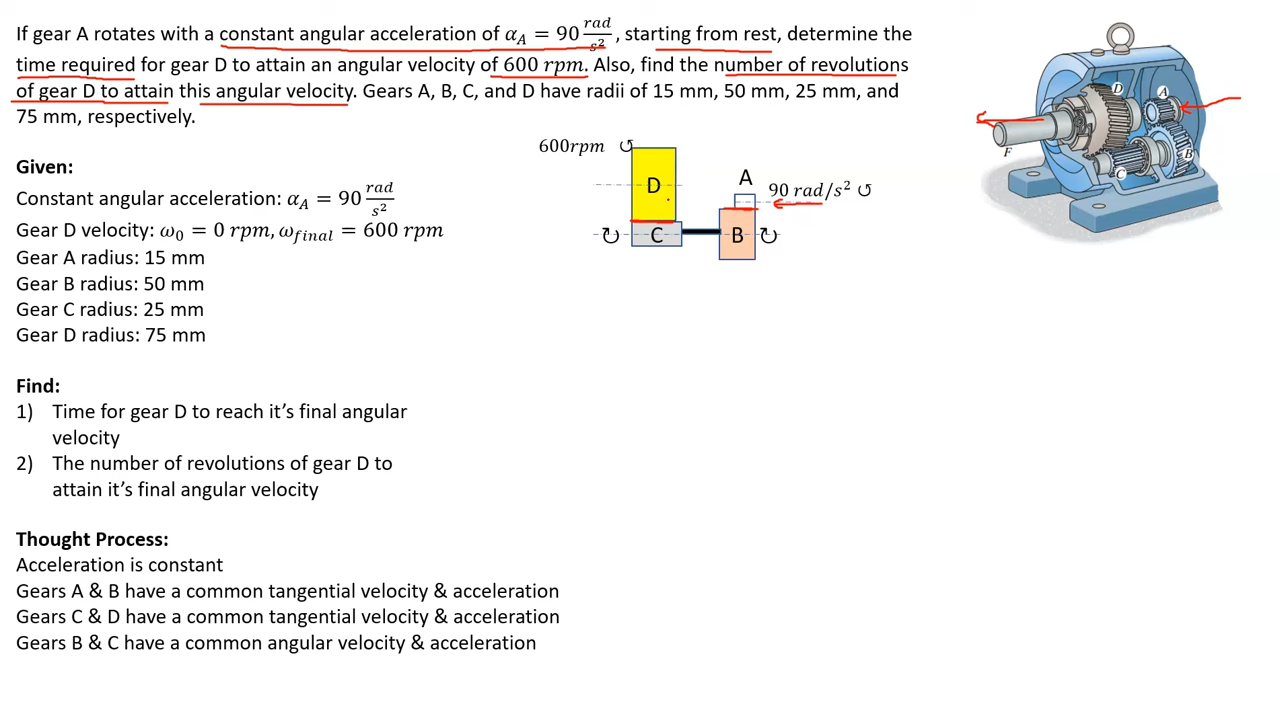 If gear A rotates with a constant angular acceleration of α_A = 90 rad/s², starting from rest, determine the
time required for gear D to attain an angular velocity of 600 rpm. Also, find the number of revolutions
of gear D to attain this angular velocity. Gears A, B, C, and D have radii of 15 mm, 50 mm, 25 mm, and
75 mm, respectively.
Given:
Constant angular acceleration: α_A = 90 rad/s²
Gear D velocity: ω₀ = 0 rpm, ω_final = 600 rpm
Gear A radius: 15 mm
Gear B radius: 50 mm
Gear C radius: 25 mm
Gear D radius: 75 mm
Find:
1) Time for gear D to reach it's final angular
velocity
2) The number of revolutions of gear D to
attain it's final angular velocity
Thought Process:
Acceleration is constant
Gears A & B have a common tangential velocity & acceleration
Gears C & D have a common tangential velocity & acceleration
Gears B & C have a common angular velocity & acceleration
600rpm ↺
D
A
90 rad/s² ↺
↻ C B ↻
D
A
F
C
B